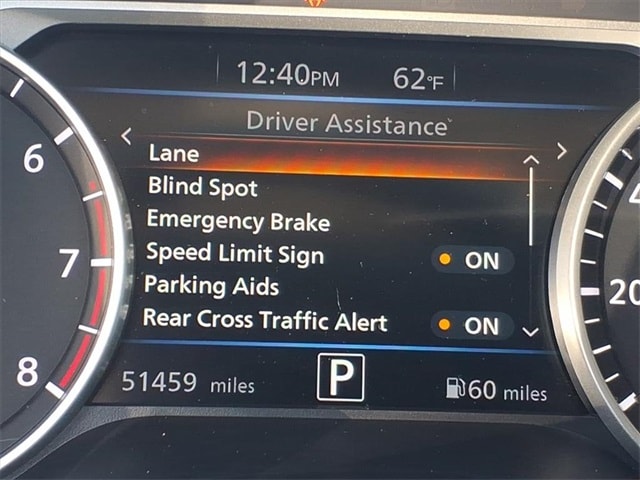 12:40PM 62°F
Driver Assistance
Lane
Blind Spot
Emergency Brake
Speed Limit Sign ON
Parking Aids
Rear Cross Traffic Alert ON
51459 miles P 60 miles
6
7
8
4
20